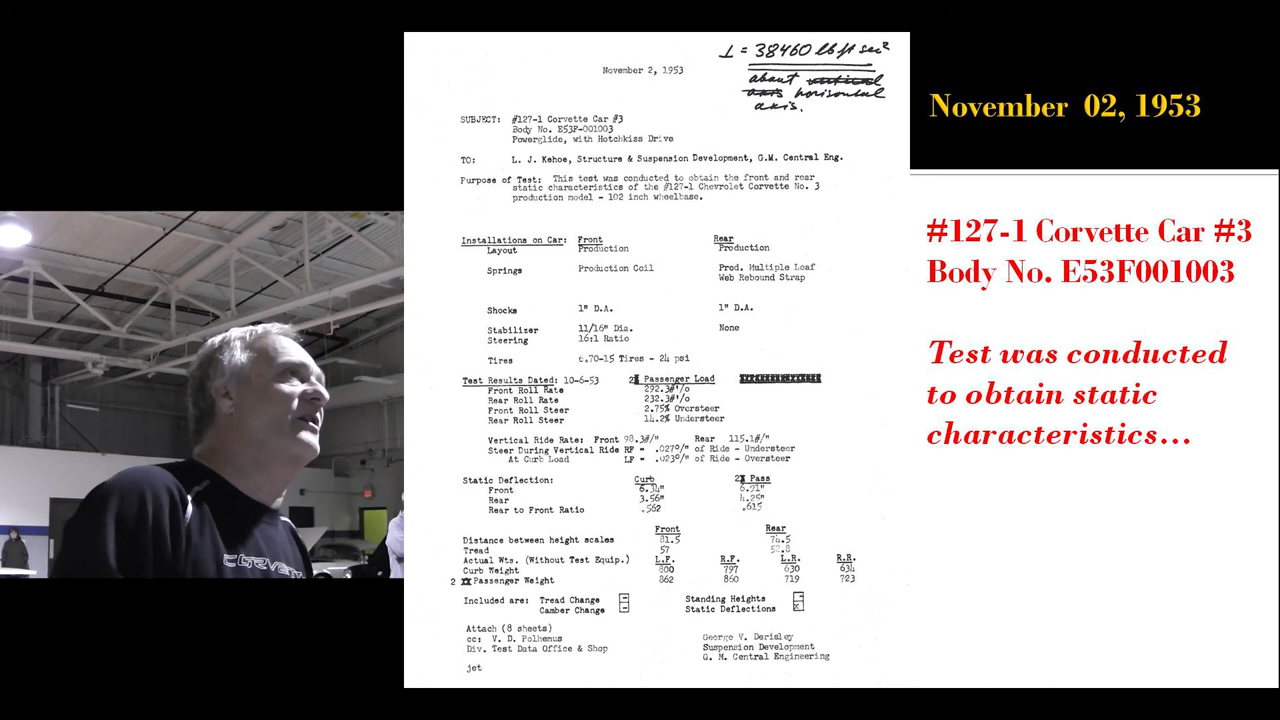 I = 38460 lb ft sec²
about vertical
axis horisontal
axis.
November 2, 1953
SUBJECT: #127-1 Corvette Car #3
Body No. E53F-001003
Powerglide, with Hotchkiss Drive
TO: L. J. Kehoe, Structure & Suspension Development, G.M. Central Eng.
Purpose of Test: This test was conducted to obtain the front and rear
static characteristics of the #127-1 Chevrolet Corvette No. 3
production model - 102 inch wheelbase.
Installations on Car: Front Rear
Layout Production Production
Springs Production Coil Prod. Multiple Leaf
Web Rebound Strap
Shocks 1" D.A. 1" D.A.
Stabilizer 11/16" Dia. None
Steering 16:1 Ratio
Tires 6.70-15 Tires - 24 psi
Test Results Dated: 10-6-53 2 Passenger Load
Front Roll Rate 292.3#'/o
Rear Roll Rate 232.3#'/o
Front Roll Steer 2.75% Oversteer
Rear Roll Steer 14.2% Understeer
Vertical Ride Rate: Front 98.3#/" Rear 115.1#/"
Steer During Vertical Ride RF = .027º/" of Ride - Understeer
At Curb Load LF = .023º/" of Ride - Oversteer
Static Deflection: Curb 2 Pass
Front 6.34" 6.91"
Rear 3.56" 4.25"
Rear to Front Ratio .562 .615
Front Rear
Distance between height scales 81.5 74.5
Tread 57 58.8
Actual Wts. (Without Test Equip.) L.F. R.F. L.R. R.R.
Curb Weight 800 797 630 634
2 Passenger Weight 862 860 719 723
Included are: Tread Change - Standing Heights -
Camber Change - Static Deflections x
Attach (8 sheets)
cc: V. D. Polhemus George V. Derisley
Div. Test Data Office & Shop Suspension Development
G. M. Central Engineering
jet
November 02, 1953
#127-1 Corvette Car #3
Body No. E53F001003
Test was conducted
to obtain static
characteristics...